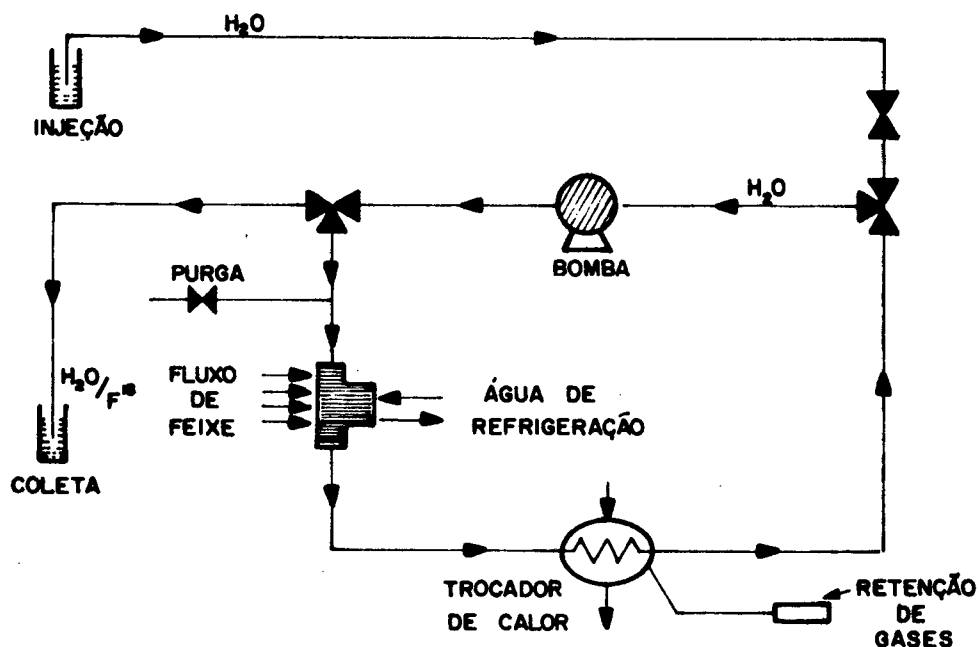 H₂O
INJEÇÃO
H₂O
BOMBA
PURGA
H₂O/F¹⁸
FLUXO
DE
FEIXE
ÁGUA DE
REFRIGERAÇÃO
COLETA
TROCADOR
DE CALOR
RETENÇÃO
DE
GASES